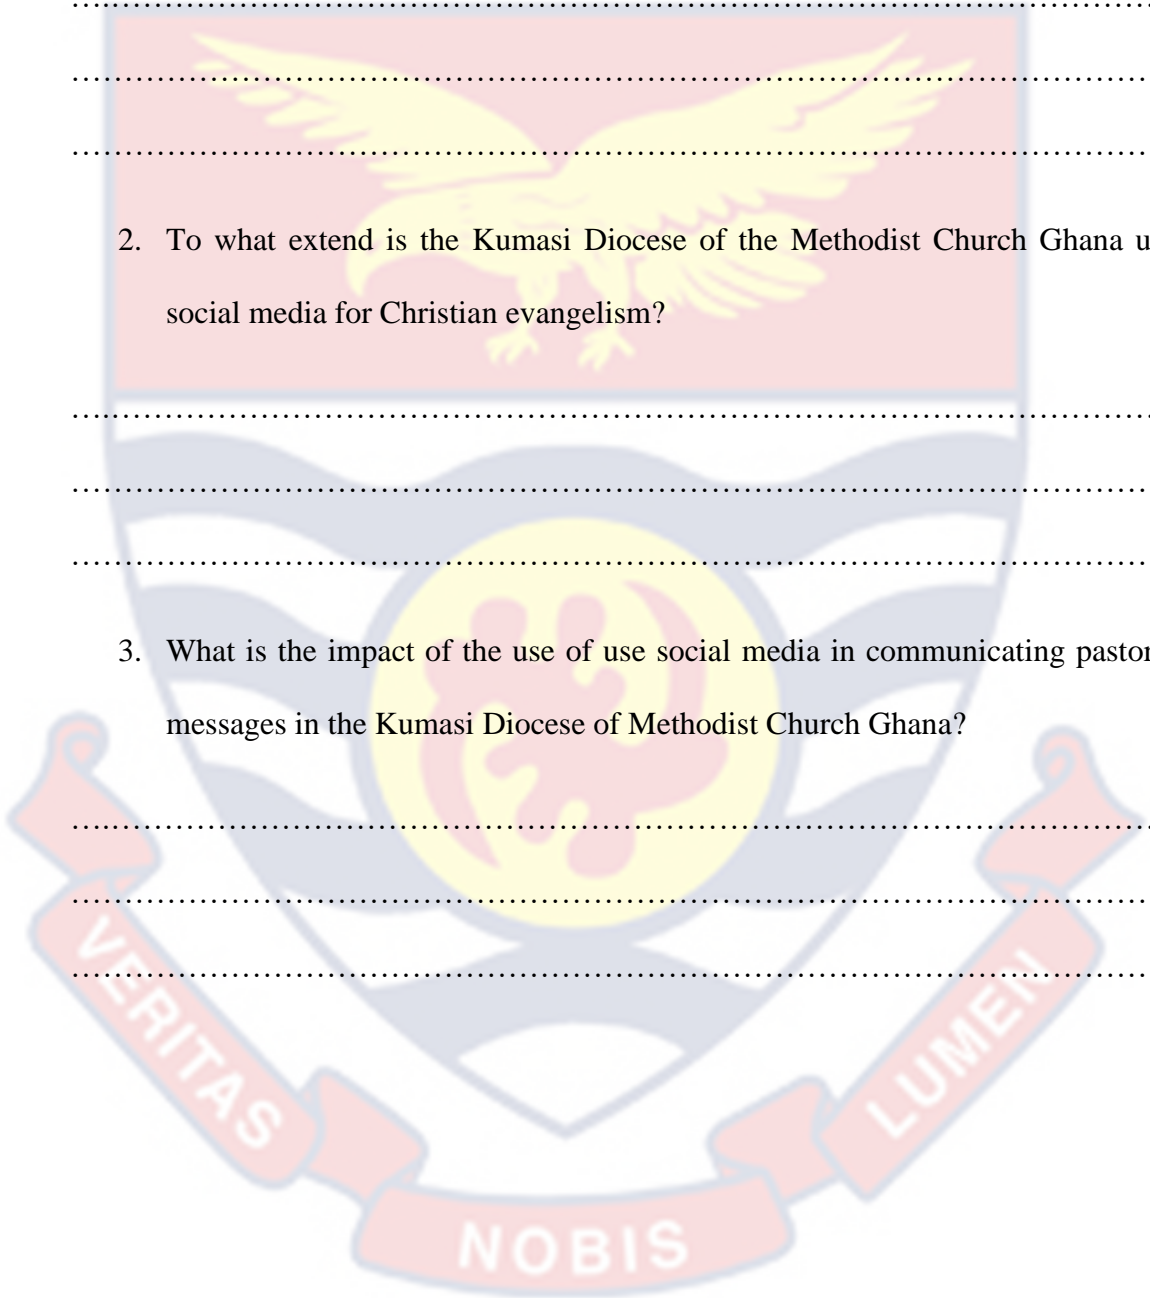 ………………………………………………………………………………………
………………………………………………………………………………………
………………………………………………………………………………………
2. To what extend is the Kumasi Diocese of the Methodist Church Ghana u
social media for Christian evangelism?
………………………………………………………………………………………
………………………………………………………………………………………
………………………………………………………………………………………
3. What is the impact of the use of use social media in communicating pastor
messages in the Kumasi Diocese of Methodist Church Ghana?
………………………………………………………………………………………
………………………………………………………………………………………
………………………………………………………………………………………
VERITAS
NOBIS
LUMEN